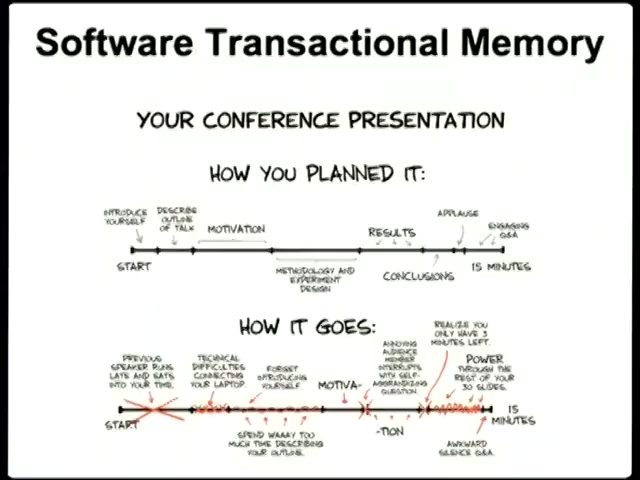 Software Transactional Memory
YOUR CONFERENCE PRESENTATION
HOW YOU PLANNED IT:
INTRODUCE
YOURSELF
DESCRIBE
OUTLINE
OF TALK
MOTIVATION
RESULTS
APPLAUSE
ENGAGING
Q&A
START
METHODOLOGY AND
EXPERIMENT
DESIGN
CONCLUSIONS
15 MINUTES
HOW IT GOES:
PREVIOUS
SPEAKER RUNS
LATE AND EATS
INTO YOUR TIME.
TECHNICAL
DIFFICULTIES
CONNECTING
YOUR LAPTOP.
FORGET
INTRODUCING
YOURSELF.
MOTIVA-
ANNOYING
AUDIENCE
MEMBER
INTERRUPTS
WITH SELF-
AGGRANDIZING
QUESTION.
REALIZE YOU
ONLY HAVE 3
MINUTES LEFT.
POWER
THROUGH THE
REST OF YOUR
30 SLIDES.
START
SPEND WAAAY TOO
MUCH TIME DESCRIBING
YOUR OUTLINE.
-TION
AWKWARD
SILENCE Q&A.
15
MINUTES